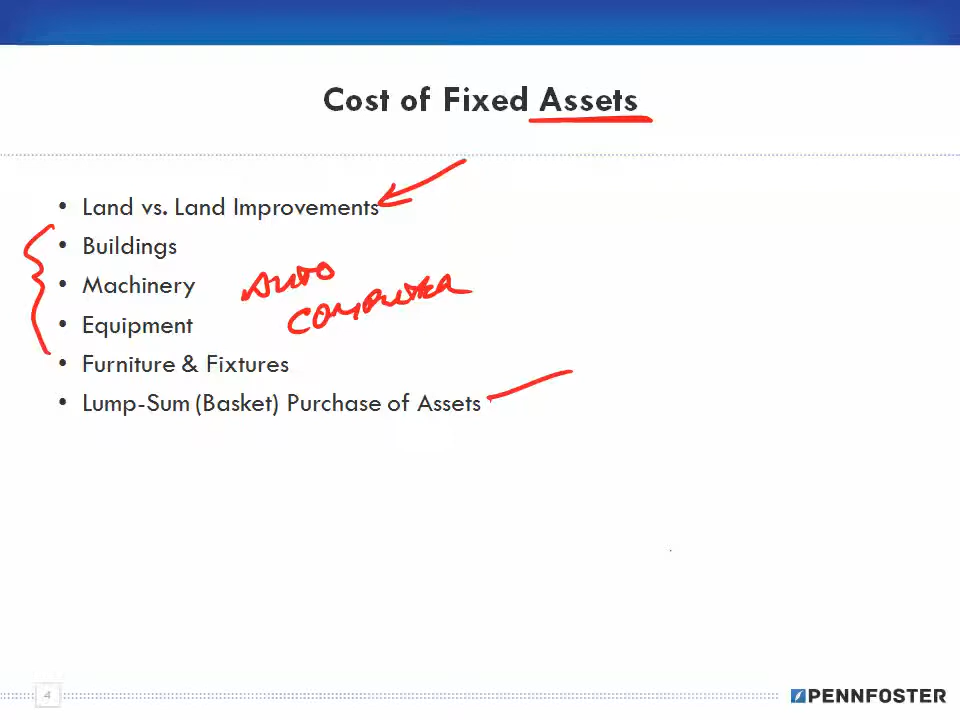 Cost of Fixed Assets
• Land vs. Land Improvements
• Buildings
• Machinery
• Equipment
• Furniture & Fixtures
• Lump-Sum (Basket) Purchase of Assets
AUTO
COMPUTER
4
PENNFOSTER